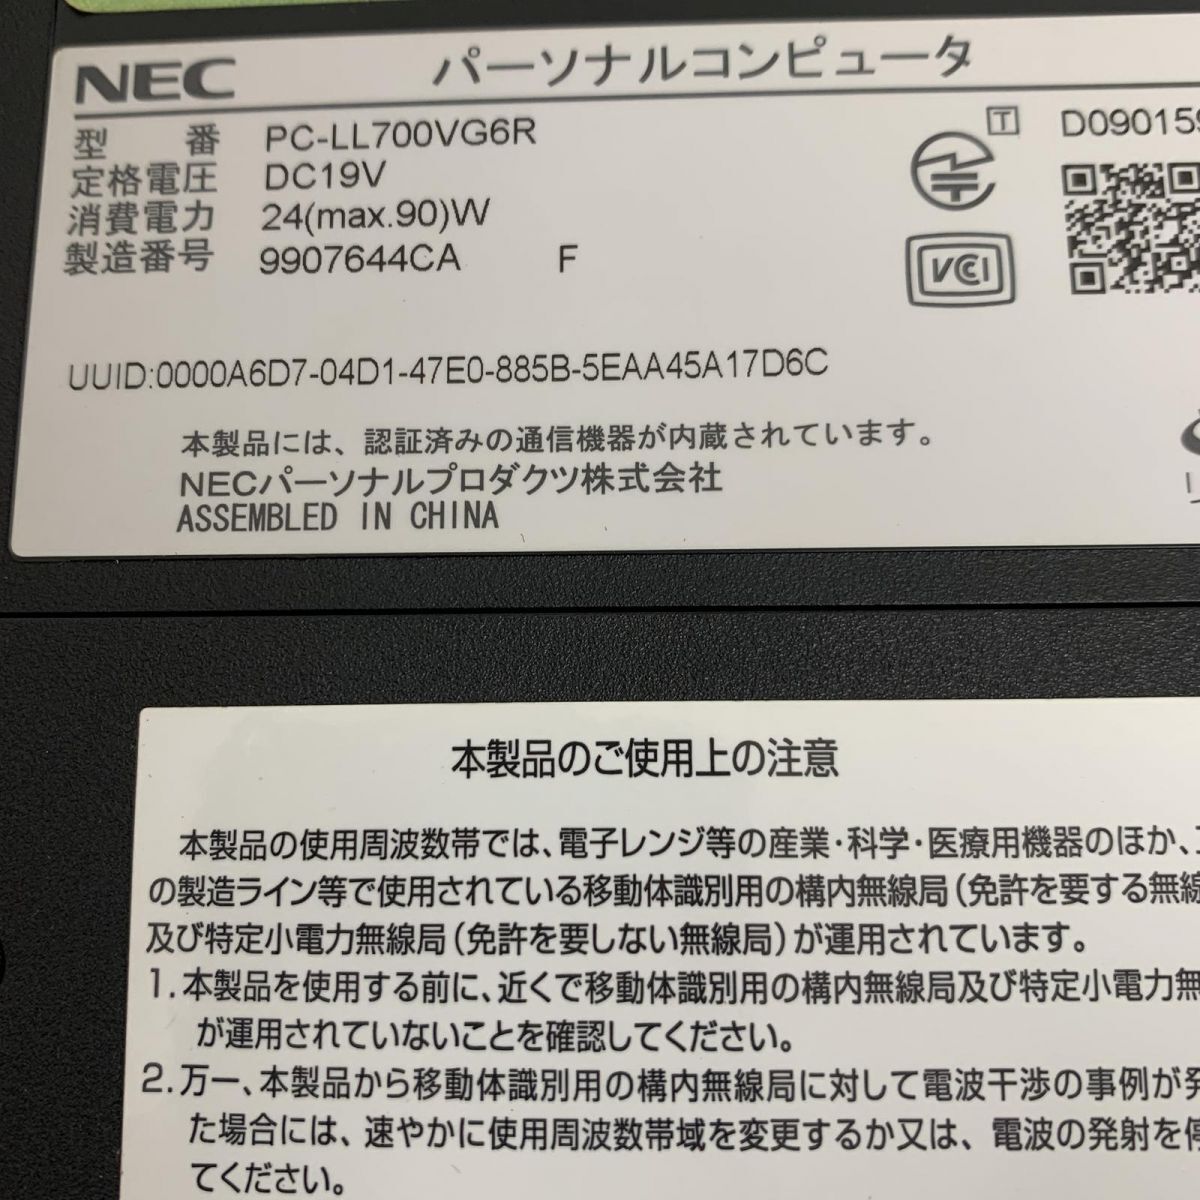 NEC パーソナルコンピュータ
型 番 PC-LL700VG6R
定格電圧 DC19V
消費電力 24(max.90)W
製造番号 9907644CA F
T D090159
VCCI
UUID:0000A6D7-04D1-47E0-885B-5EAA45A17D6C
本製品には、認証済みの通信機器が内蔵されています。
NECパーソナルプロダクツ株式会社
ASSEMBLED IN CHINA
本製品のご使用上の注意
本製品の使用周波数帯では、電子レンジ等の産業・科学・医療用機器のほか、
の製造ライン等で使用されている移動体識別用の構内無線局(免許を要する無線
及び特定小電力無線局(免許を要しない無線局)が運用されています。
1.本製品を使用する前に、近くで移動体識別用の構内無線局及び特定小電力無
が運用されていないことを確認してください。
2.万一、本製品から移動体識別用の構内無線局に対して電波干渉の事例が発
た場合には、速やかに使用周波数帯域を変更するか又は、電波の発射を停
てください。